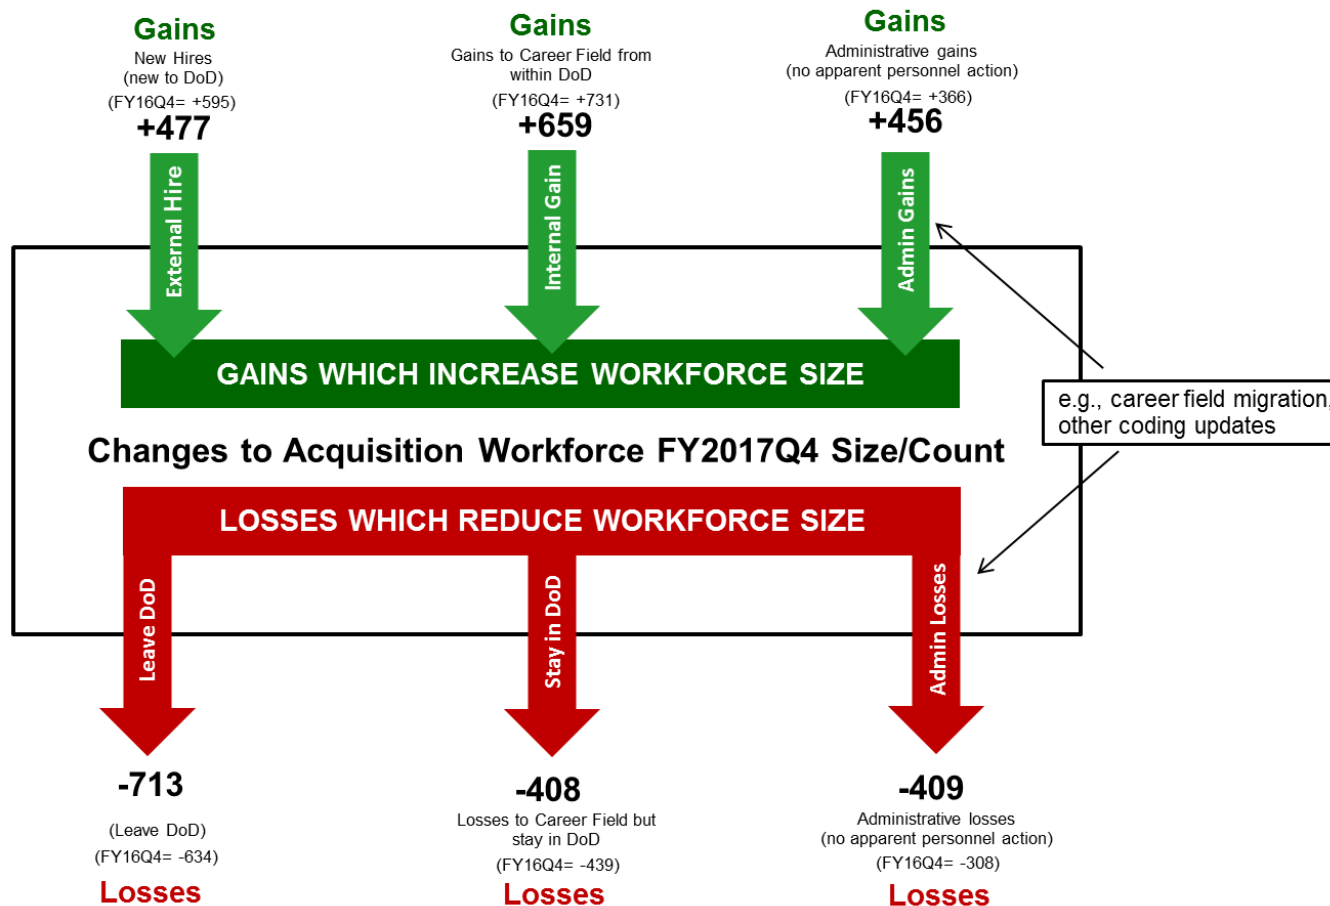 Gains
New Hires
(new to DoD)
(FY16Q4= +595)
+477
Gains
Gains to Career Field from
within DoD
(FY16Q4= +731)
+659
Gains
Administrative gains
(no apparent personnel action)
(FY16Q4= +366)
+456
External Hire
Internal Gain
Admin Gains
GAINS WHICH INCREASE WORKFORCE SIZE
e.g., career field migration,
other coding updates
Changes to Acquisition Workforce FY2017Q4 Size/Count
LOSSES WHICH REDUCE WORKFORCE SIZE
Leave DoD
Stay in DoD
Admin Losses
-713
(Leave DoD)
(FY16Q4= -634)
Losses
-408
Losses to Career Field but
stay in DoD
(FY16Q4= -439)
Losses
-409
Administrative losses
(no apparent personnel action)
(FY16Q4= -308)
Losses